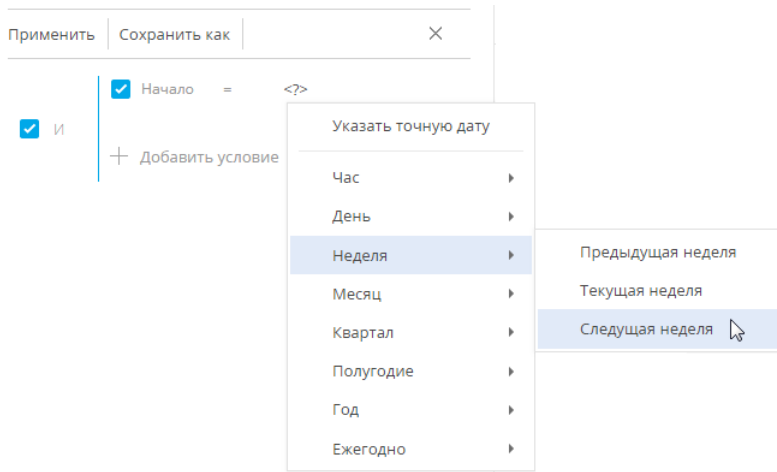 Применить Сохранить как
Начало = <?>
И
Указать точную дату
Добавить условие
Час
День
Неделя
Предыдущая неделя
Месяц
Текущая неделя
Квартал
Следущая неделя
Полугодие
Год
Ежегодно